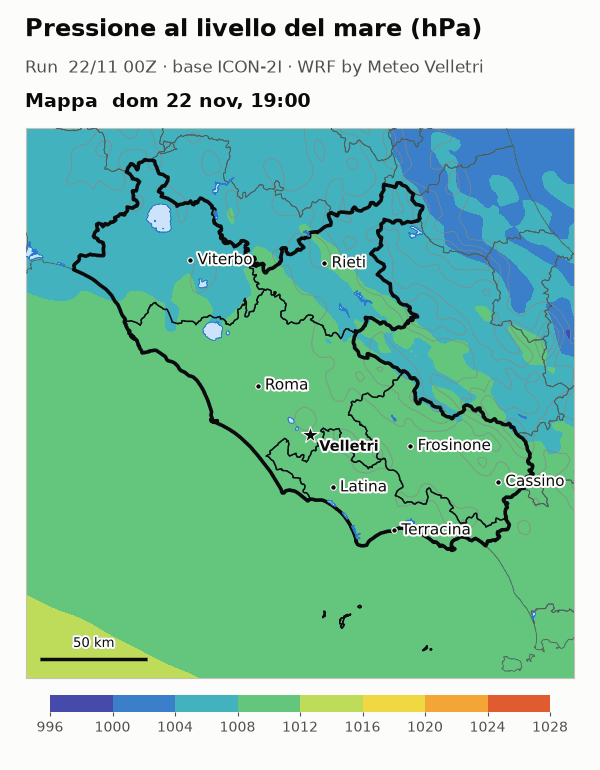 Pressione al livello del mare (hPa)
Run  22/11 00Z · base ICON-2I · WRF by Meteo Velletri
Mappa  dom 22 nov, 19:00
Viterbo
Rieti
Roma
Velletri
Frosinone
Latina
Cassino
Terracina
50 km
996 1000 1004 1008 1012 1016 1020 1024 1028